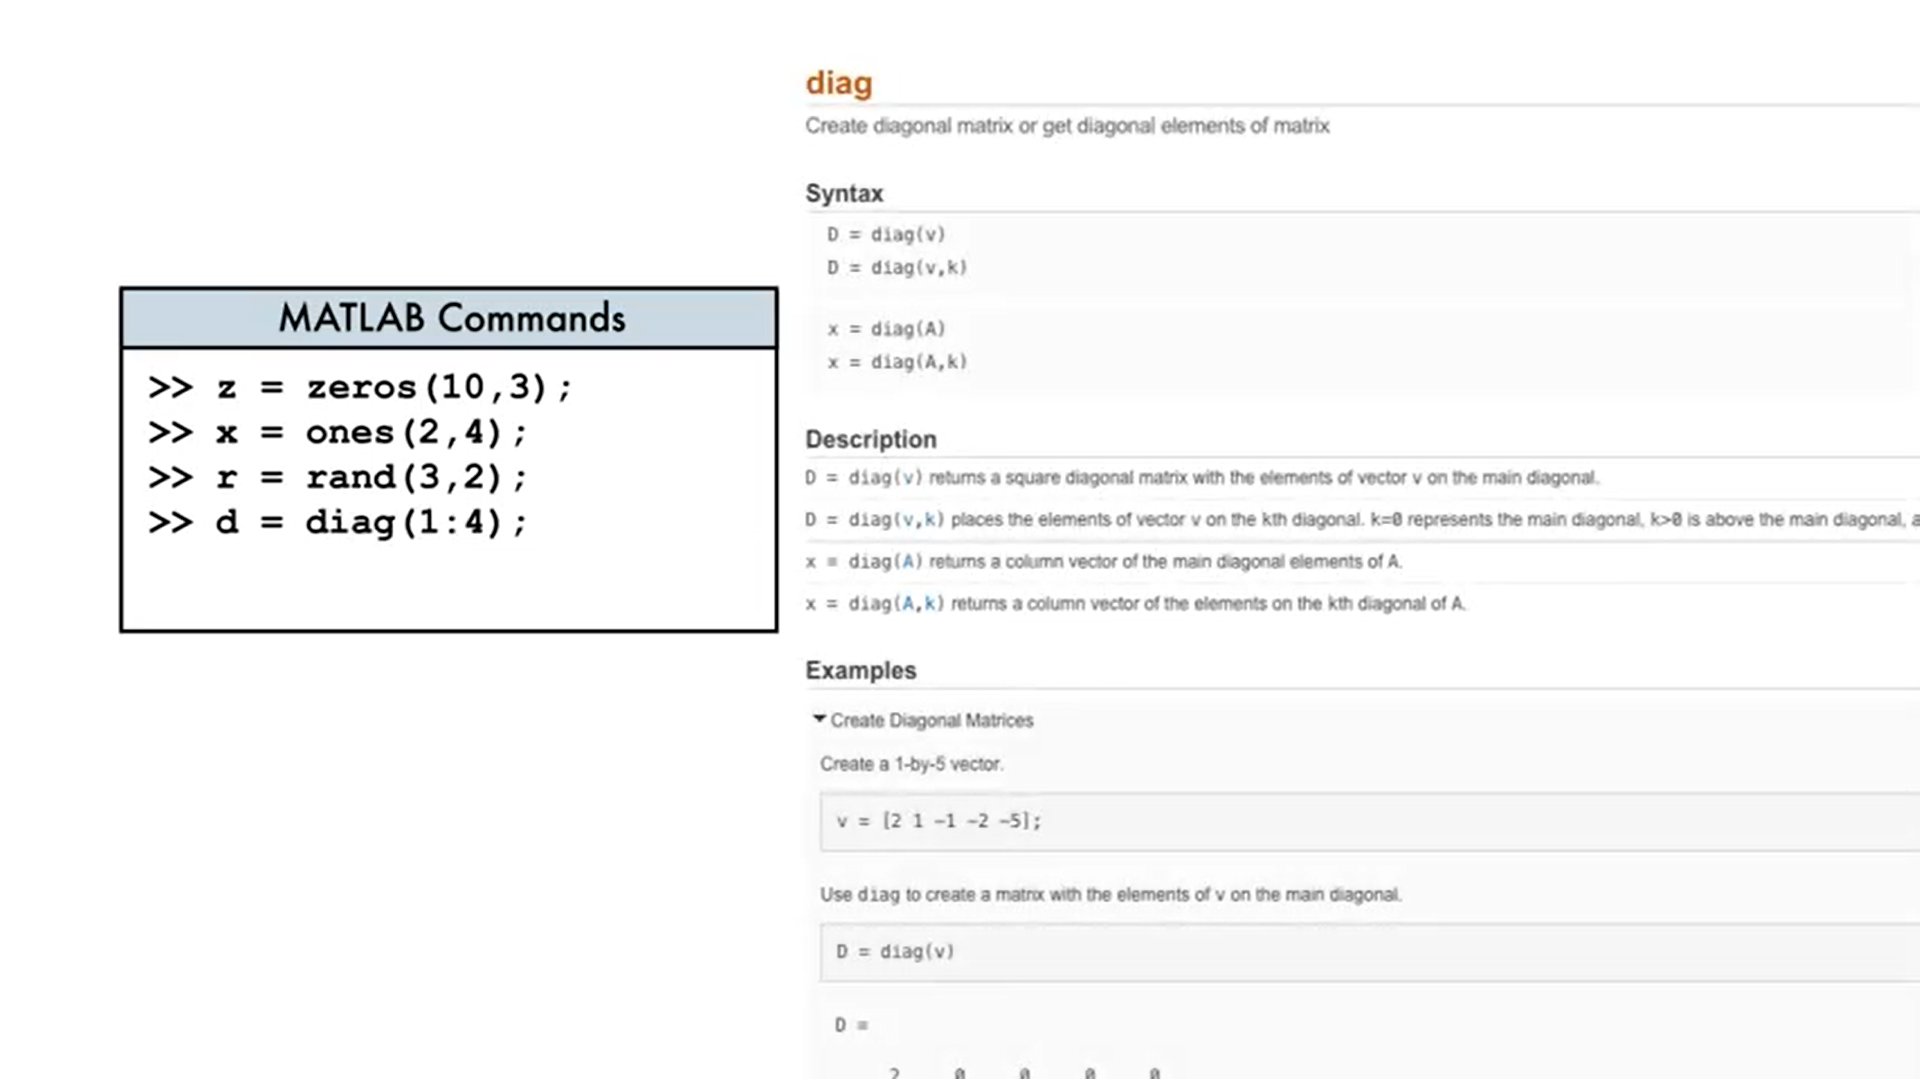 MATLAB Commands
>> z = zeros(10,3);
>> x = ones(2,4);
>> r = rand(3,2);
>> d = diag(1:4);
diag
Create diagonal matrix or get diagonal elements of matrix
Syntax
D = diag(v)
D = diag(v,k)
x = diag(A)
x = diag(A,k)
Description
D = diag(v) returns a square diagonal matrix with the elements of vector v on the main diagonal.
D = diag(v,k) places the elements of vector v on the kth diagonal. k=0 represents the main diagonal, k>0 is above the main diagonal, a
x = diag(A) returns a column vector of the main diagonal elements of A.
x = diag(A,k) returns a column vector of the elements on the kth diagonal of A.
Examples
Create Diagonal Matrices
Create a 1-by-5 vector.
v = [2 1 -1 -2 -5];
Use diag to create a matrix with the elements of v on the main diagonal.
D = diag(v)
D =
2 0 0 0 0